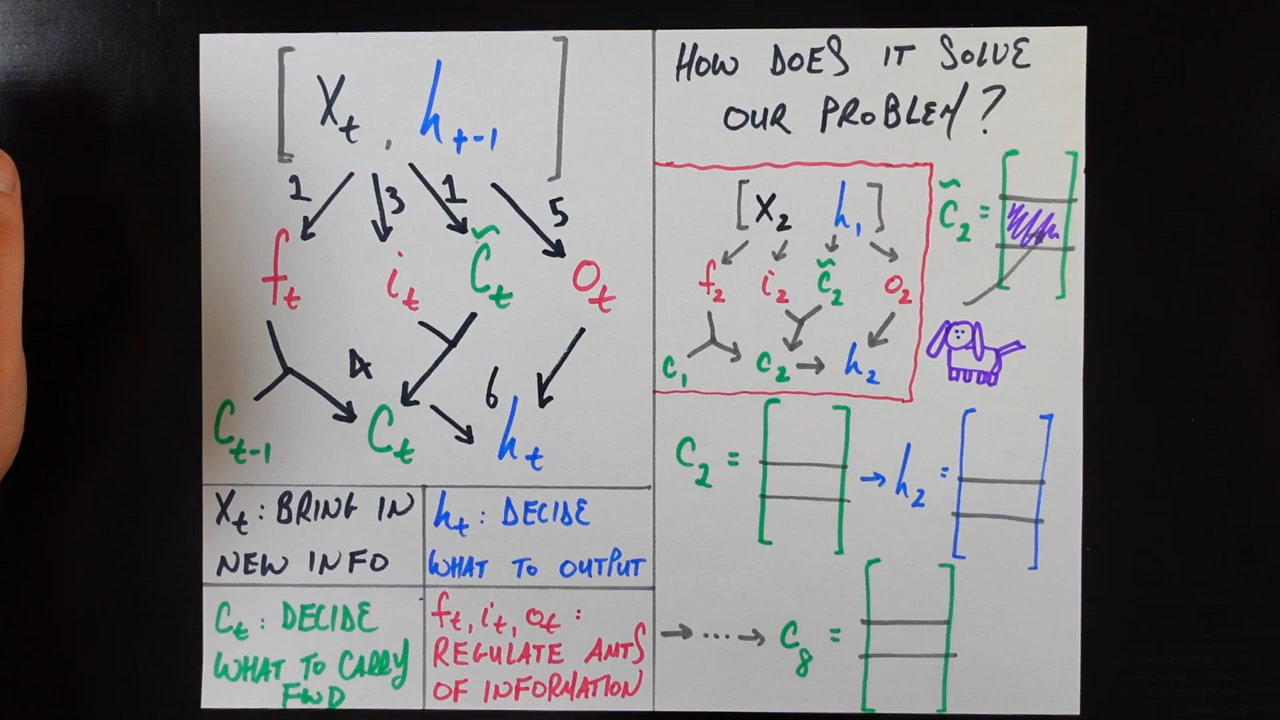 [ Xₜ , hₜ₋₁ ]
1 3 1 5
fₜ iₜ C̃ₜ Oₜ
4 6
Cₜ₋₁ Cₜ hₜ
Xₜ: BRING IN
NEW INFO
hₜ: DECIDE
WHAT TO OUTPUT
Cₜ: DECIDE
WHAT TO CARRY
FWD
fₜ, iₜ, oₜ:
REGULATE AMTS
OF INFORMATION
HOW DOES IT SOLVE
OUR PROBLEM?
[X₂ h₁]
f₂ i₂ C̃₂ O₂
C₁ C₂ → h₂
C̃₂ =
C₂ = → h₂ =
→ ... → C₈ =